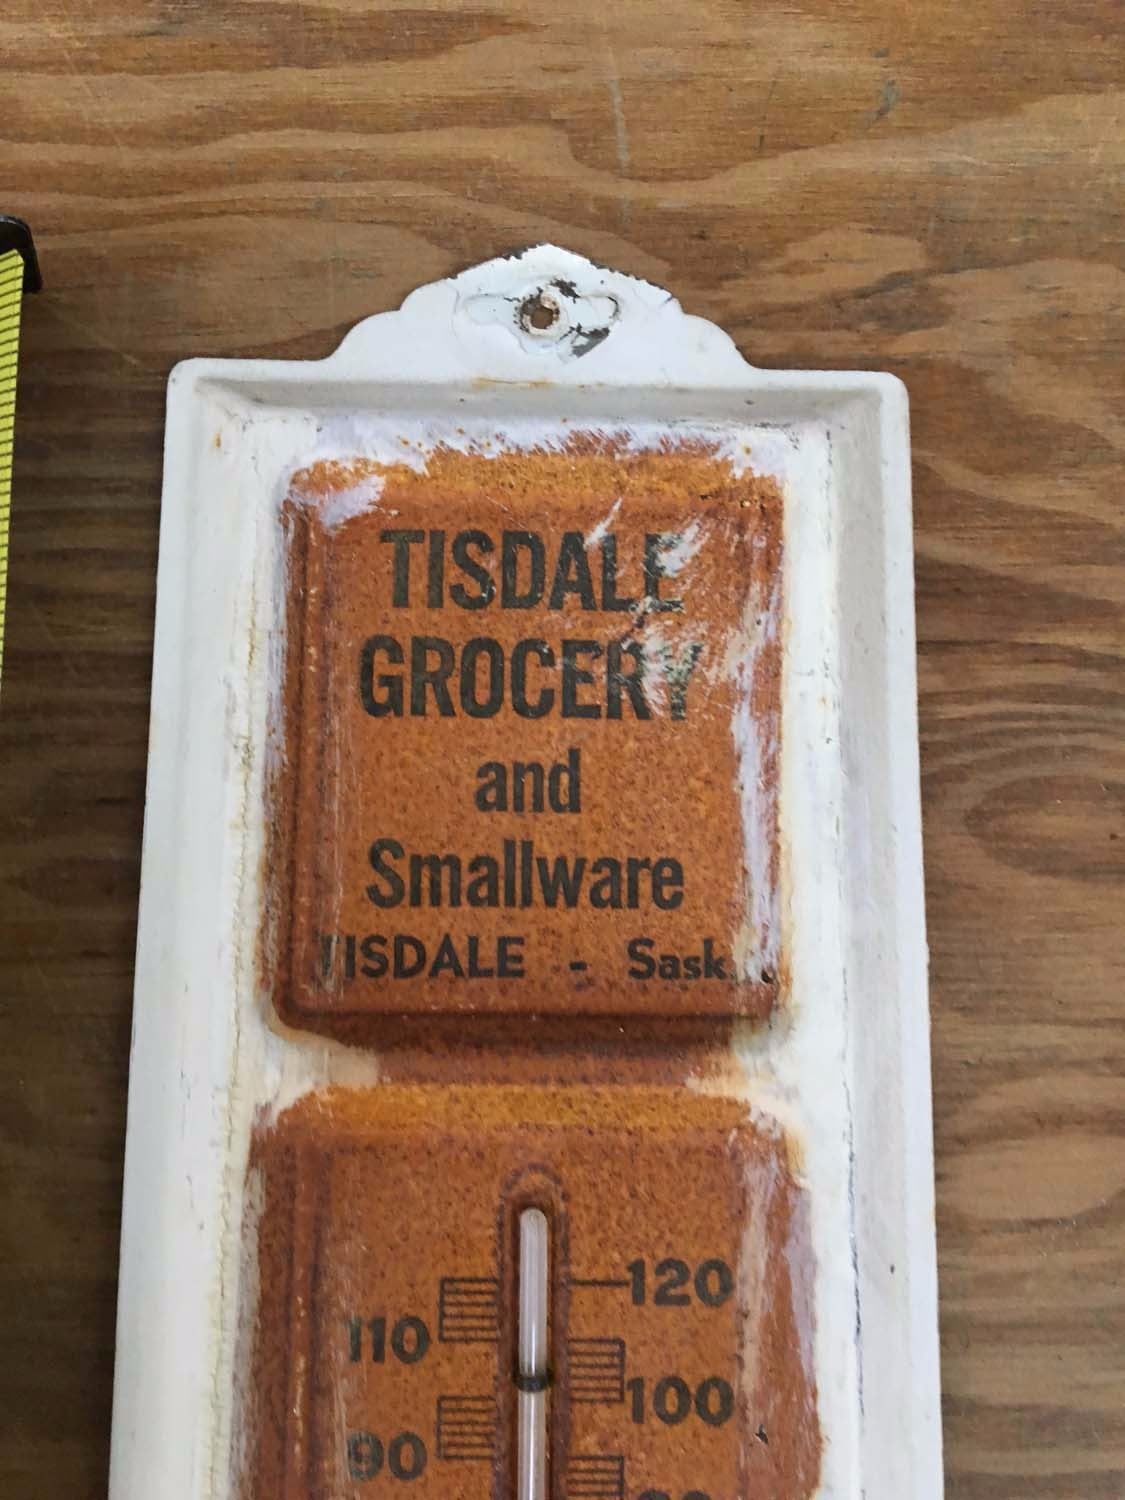 TISDALE
GROCERY
and
Smallware
TISDALE - Sask.
120
110
100
90